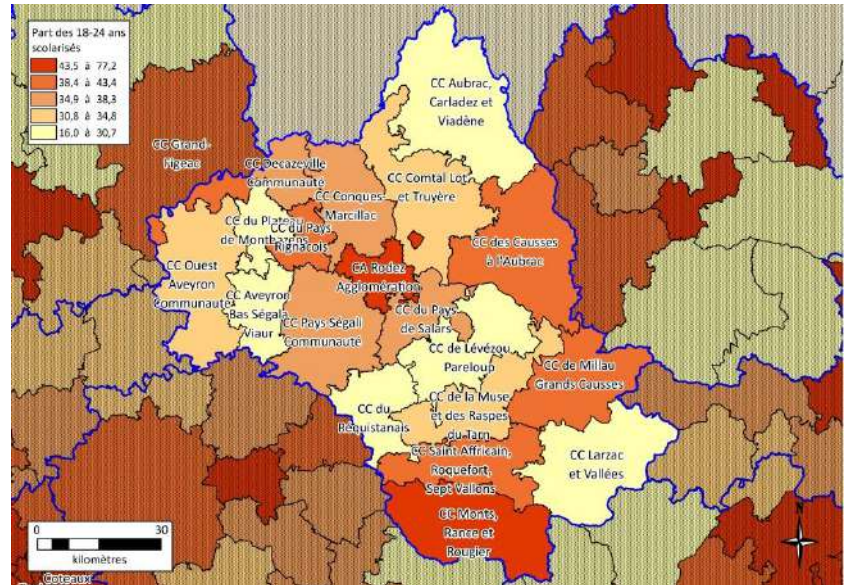 Part des 18-24 ans
scolarisés
43,5 à 77,2
38,4 à 43,4
34,9 à 38,3
30,8 à 34,8
16,0 à 30,7
CC Aubrac,
Carladez et
Viadène
CC Grand-
Figeac
CC Decazeville
Communauté
CC Comtal Lot
et Truyère
CC Conques-
Marcillac
CC du Plateau
de Montbazens
CC du Pays
Rignacois
CC des Causses
à l'Aubrac
CC Ouest
Aveyron
Communauté
CA Rodez
Agglomération
CC Aveyron
Bas Ségala
Viaur
CC Pays Ségali
Communauté
CC du Pays
de Salars
CC de Lévézou
Pareloup
CC de Millau
Grands Causses
CC du
Réquistanais
CC de la Muse
et des Raspes
du Tarn
CC Saint Affricain,
Roquefort,
Sept Vallons
CC Larzac
et Vallées
CC Monts,
Rance et
Rougier
N
0 30
kilomètres
Coteaux